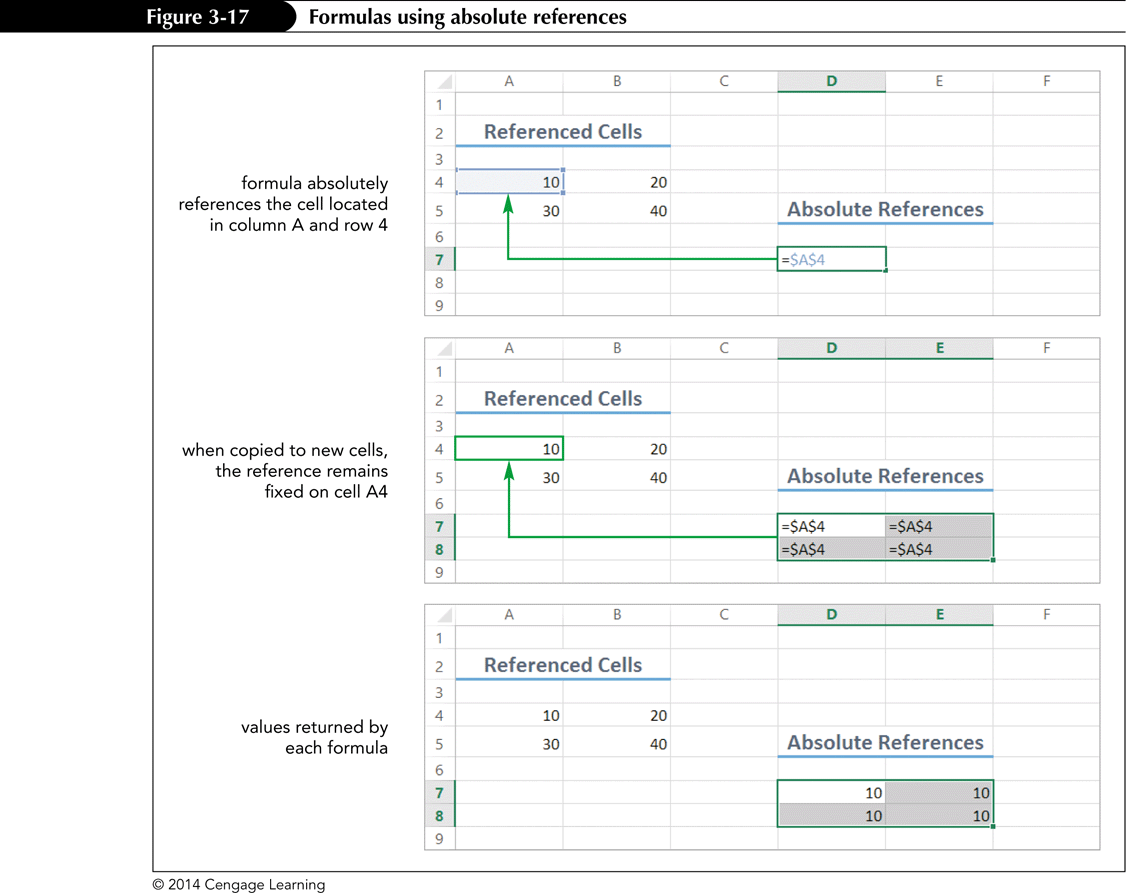 Figure 3-17 Formulas using absolute references
A B C D E F
1
2 Referenced Cells
3
formula absolutely
references the cell located
in column A and row 4
4 10 20
5 30 40 Absolute References
6
7 =$A$4
8
9
A B C D E F
1
2 Referenced Cells
3
when copied to new cells,
the reference remains
fixed on cell A4
4 10 20
5 30 40 Absolute References
6
7 =$A$4 =$A$4
8 =$A$4 =$A$4
9
A B C D E F
1
2 Referenced Cells
3
values returned by
each formula
4 10 20
5 30 40 Absolute References
6
7 10 10
8 10 10
9
© 2014 Cengage Learning